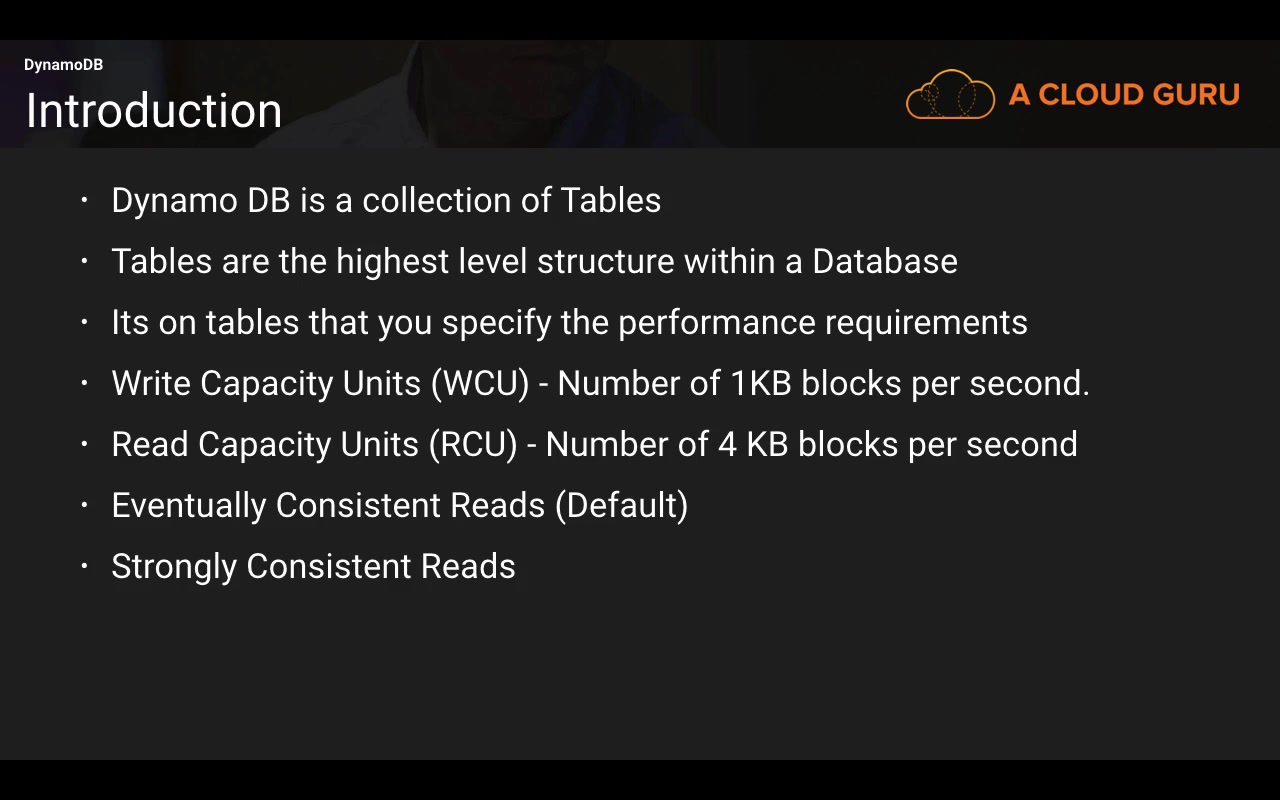 DynamoDB
Introduction
A CLOUD GURU
• Dynamo DB is a collection of Tables
• Tables are the highest level structure within a Database
• Its on tables that you specify the performance requirements
• Write Capacity Units (WCU) - Number of 1KB blocks per second.
• Read Capacity Units (RCU) - Number of 4 KB blocks per second
• Eventually Consistent Reads (Default)
• Strongly Consistent Reads